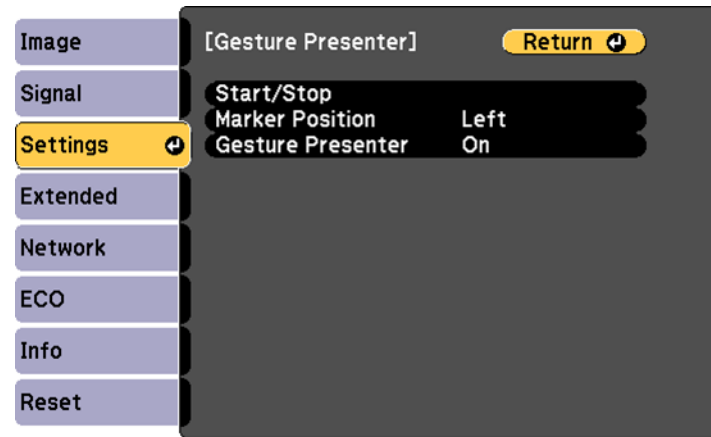 Image
Signal
Settings
Extended
Network
ECO
Info
Reset
[Gesture Presenter] Return
Start/Stop
Marker Position Left
Gesture Presenter On